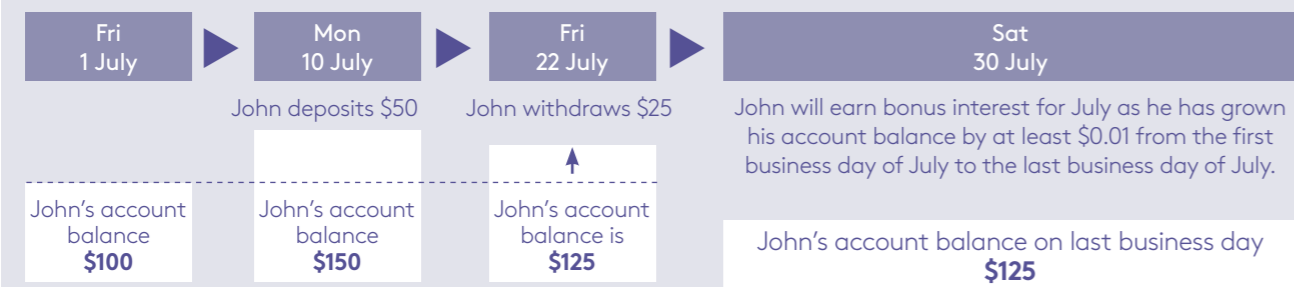 Fri
1 July
Mon
10 July
Fri
22 July
Sat
30 July
John deposits $50
John withdraws $25
John will earn bonus interest for July as he has grown
his account balance by at least $0.01 from the first
business day of July to the last business day of July.
John's account
balance
$100
John's account
balance
$150
John's account
balance is
$125
John's account balance on last business day
$125